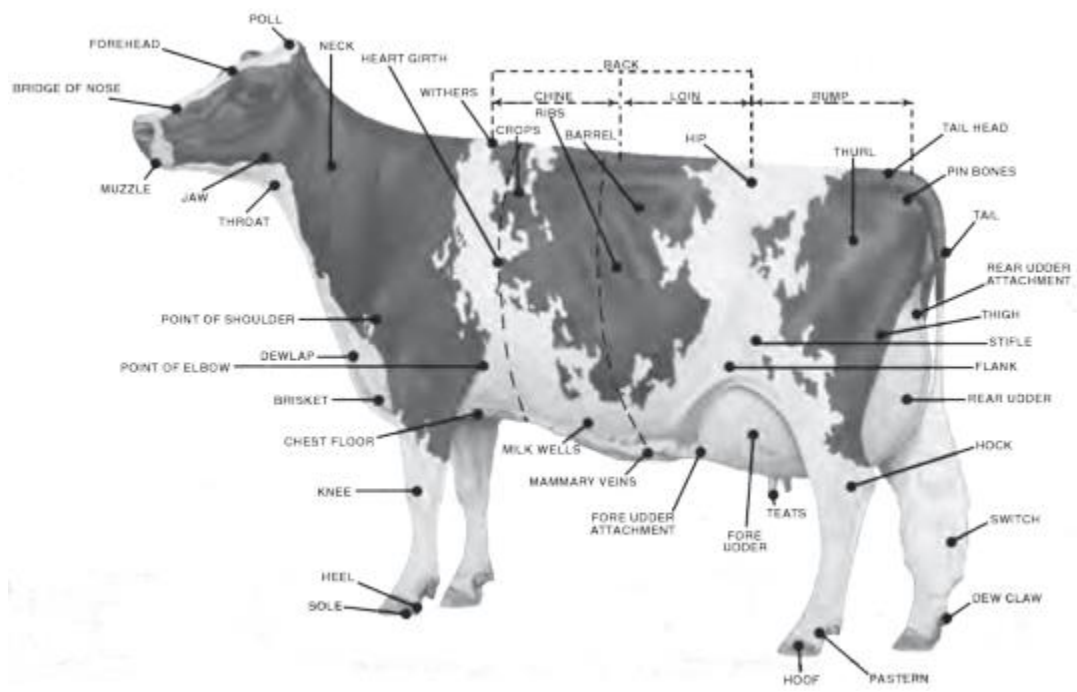 POLL
FOREHEAD
NECK
HEART GIRTH
BACK
BRIDGE OF NOSE
WITHERS
CHINE
LOIN
RUMP
RIBS
CROPS
BARREL
HIP
TAIL HEAD
THURL
PIN BONES
MUZZLE
JAW
THROAT
TAIL
REAR UDDER
ATTACHMENT
POINT OF SHOULDER
THIGH
STIFLE
DEWLAP
POINT OF ELBOW
FLANK
BRISKET
REAR UDDER
CHEST FLOOR
MILK WELLS
HOCK
MAMMARY VEINS
KNEE
TEATS
FORE UDDER
ATTACHMENT
FORE
UDDER
SWITCH
HEEL
SOLE
DEW CLAW
HOOF
PASTERN